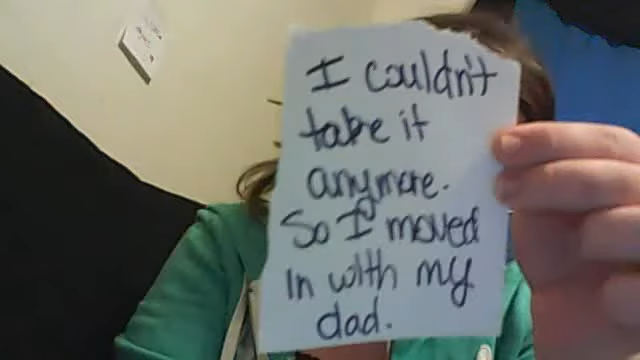 I couldn't
take it
anymore.
So I moved
in with my
dad.